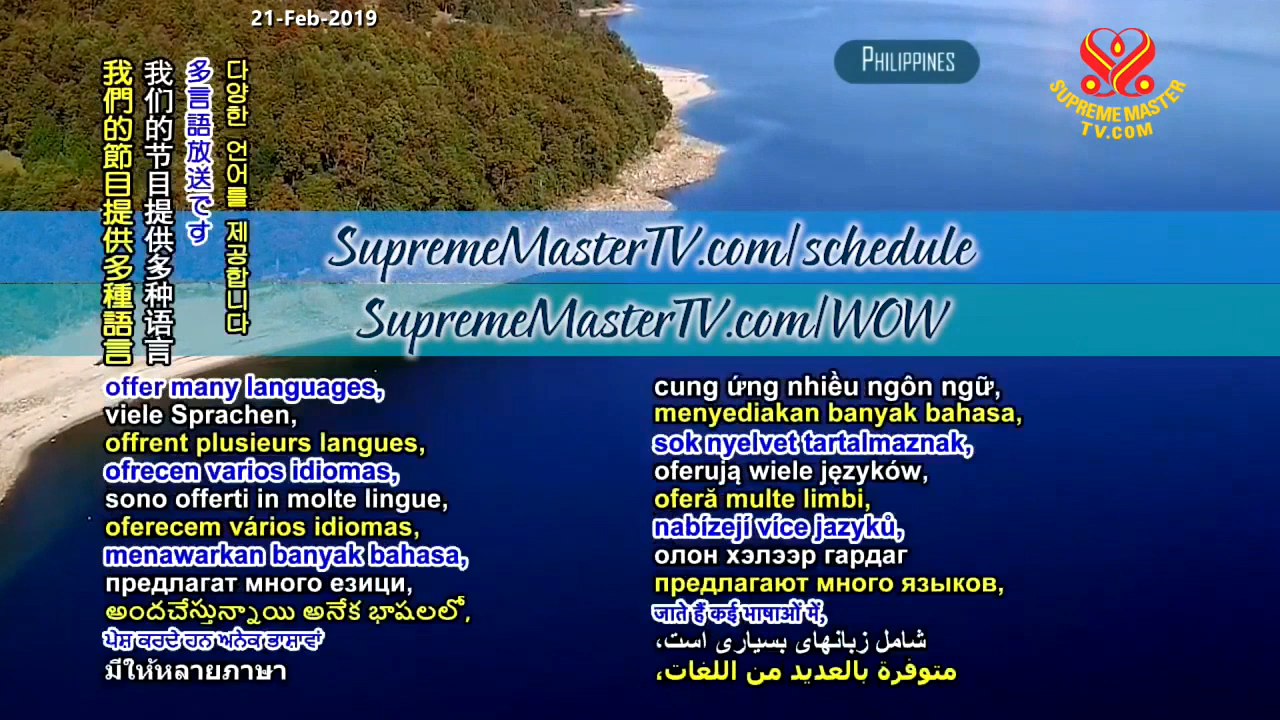 21-Feb-2019
PHILIPPINES
SUPREME MASTER
TV.COM
我們的節目提供多種語言
我们的节目提供多种语言
多言語放送です
다양한 언어를 제공합니다
SupremeMasterTV.com/schedule
SupremeMasterTV.com/WOW
offer many languages,
viele Sprachen,
offrent plusieurs langues,
ofrecen varios idiomas,
sono offerti in molte lingue,
oferecem vários idiomas,
menawarkan banyak bahasa,
предлагат много езици,
అందచేస్తున్నాయి అనేక భాషలలో,
ਪੇਸ਼ ਕਰਦੇ ਹਨ ਅਨੇਕ ਭਾਸ਼ਾਵਾਂ
มีให้หลายภาษา
cung ứng nhiều ngôn ngữ,
menyediakan banyak bahasa,
sok nyelvet tartalmaznak,
oferują wiele języków,
oferă multe limbi,
nabízejí více jazyků,
олон хэлээр гардаг
предлагают много языков,
जाते हैं कई भाषाओं में,
شامل زبانهای بسیاری است،
متوفرة بالعديد من اللغات،